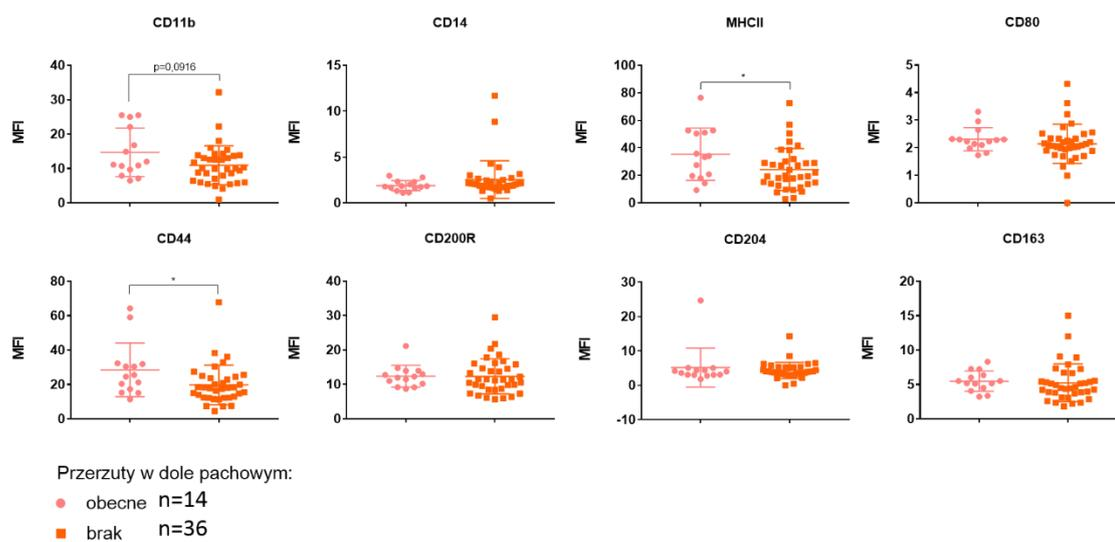 CD11b
CD14
MHCII
CD80
MFI
40
30
20
10
0
p=0,0916
MFI
15
10
5
0
MFI
100
80
60
40
20
0
*
MFI
5
4
3
2
1
0
CD44
CD200R
CD204
CD163
MFI
80
60
40
20
0
*
MFI
40
30
20
10
0
MFI
30
20
10
0
-10
MFI
20
15
10
5
0
Przerzuty w dole pachowym:
obecne n=14
brak n=36